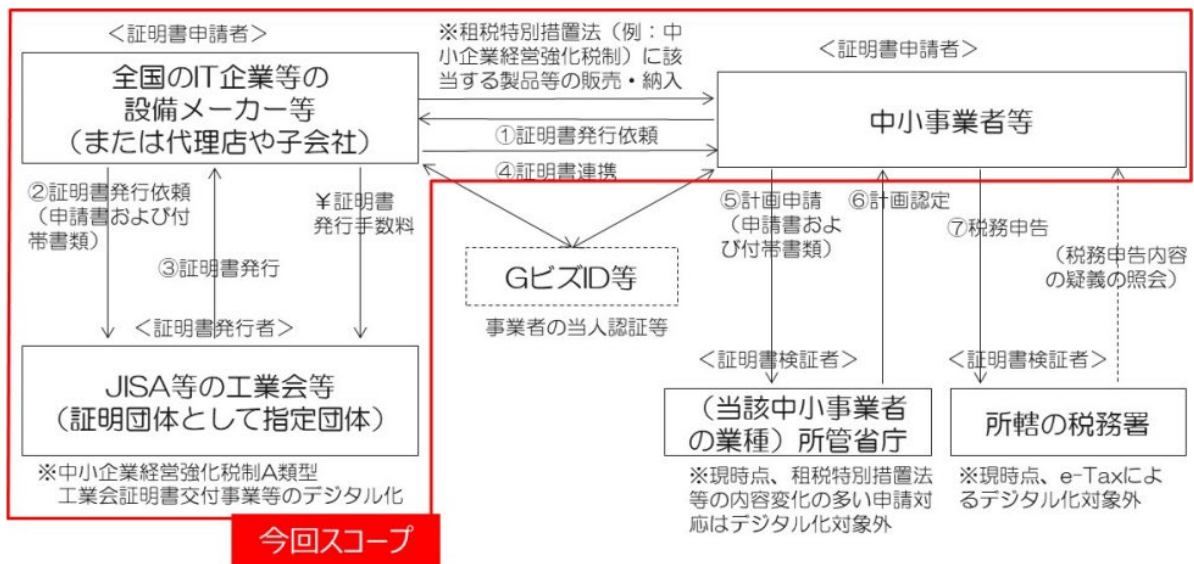 <証明書申請者>
全国のIT企業等の
設備メーカー等
（または代理店や子会社）
※租税特別措置法（例：中
小企業経営強化税制）に該
当する製品等の販売・納入
<証明書申請者>
中小事業者等
①証明書発行依頼
④証明書連携
②証明書発行依頼
（申請書および付
帯書類）
￥証明書
発行手数料
③証明書発行
GビズID等
事業者の当人認証等
⑤計画申請
（申請書およ
び付帯書類）
⑥計画認定
⑦税務申告
（税務申告内容
の疑義の照会）
<証明書発行者>
JISA等の工業会等
（証明団体として指定団体）
※中小企業経営強化税制A類型
工業会証明書交付事業等のデジタル化
<証明書検証者>
（当該中小事業者
の業種）所管省庁
※現時点、租税特別措置法
等の内容変化の多い申請対
応はデジタル化対象外
<証明書検証者>
所轄の税務署
※現時点、e-Taxによ
るデジタル化対象外
今回スコープ